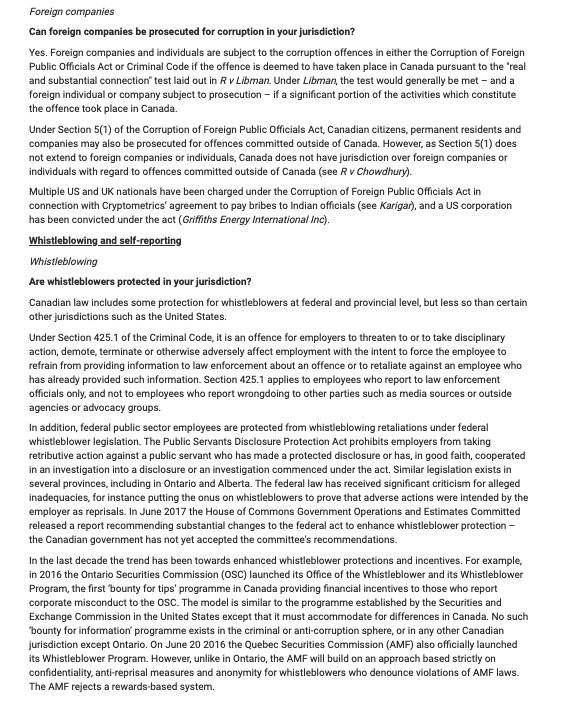 Foreign companies
Can foreign companies be prosecuted for corruption in your jurisdiction?
Yes. Foreign companies and individuals are subject to the corruption offences in either the Corruption of Foreign
Public Officials Act or Criminal Code if the offence is deemed to have taken place in Canada pursuant to the "real
and substantial connection" test laid out in R v Libman. Under Libman, the test would generally be met – and a
foreign individual or company subject to prosecution – if a significant portion of the activities which constitute
the offence took place in Canada.
Under Section 5(1) of the Corruption of Foreign Public Officials Act, Canadian citizens, permanent residents and
companies may also be prosecuted for offences committed outside of Canada. However, as Section 5(1) does
not extend to foreign companies or individuals, Canada does not have jurisdiction over foreign companies or
individuals with regard to offences committed outside of Canada (see R v Chowdhury).
Multiple US and UK nationals have been charged under the Corruption of Foreign Public Officials Act in
connection with Cryptometrics' agreement to pay bribes to Indian officials (see Karigar), and a US corporation
has been convicted under the act (Griffiths Energy International Inc).
Whistleblowing and self-reporting
Whistleblowing
Are whistleblowers protected in your jurisdiction?
Canadian law includes some protection for whistleblowers at federal and provincial level, but less so than certain
other jurisdictions such as the United States.
Under Section 425.1 of the Criminal Code, it is an offence for employers to threaten to or to take disciplinary
action, demote, terminate or otherwise adversely affect employment with the intent to force the employee to
refrain from providing information to law enforcement about an offence or to retaliate against an employee who
has already provided such information. Section 425.1 applies to employees who report to law enforcement
officials only, and not to employees who report wrongdoing to other parties such as media sources or outside
agencies or advocacy groups.
In addition, federal public sector employees are protected from whistleblowing retaliations under federal
whistleblower legislation. The Public Servants Disclosure Protection Act prohibits employers from taking
retributive action against a public servant who has made a protected disclosure or has, in good faith, cooperated
in an investigation into a disclosure or an investigation commenced under the act. Similar legislation exists in
several provinces, including in Ontario and Alberta. The federal law has received significant criticism for alleged
inadequacies, for instance putting the onus on whistleblowers to prove that adverse actions were intended by the
employer as reprisals. In June 2017 the House of Commons Government Operations and Estimates Committed
released a report recommending substantial changes to the federal act to enhance whistleblower protection –
the Canadian government has not yet accepted the committee's recommendations.
In the last decade the trend has been towards enhanced whistleblower protections and incentives. For example,
in 2016 the Ontario Securities Commission (OSC) launched its Office of the Whistleblower and its Whistleblower
Program, the first 'bounty for tips' programme in Canada providing financial incentives to those who report
corporate misconduct to the OSC. The model is similar to the programme established by the Securities and
Exchange Commission in the United States except that it must accommodate for differences in Canada. No such
'bounty for information' programme exists in the criminal or anti-corruption sphere, or in any other Canadian
jurisdiction except Ontario. On June 20 2016 the Quebec Securities Commission (AMF) also officially launched
its Whistleblower Program. However, unlike in Ontario, the AMF will build on an approach based strictly on
confidentiality, anti-reprisal measures and anonymity for whistleblowers who denounce violations of AMF laws.
The AMF rejects a rewards-based system.